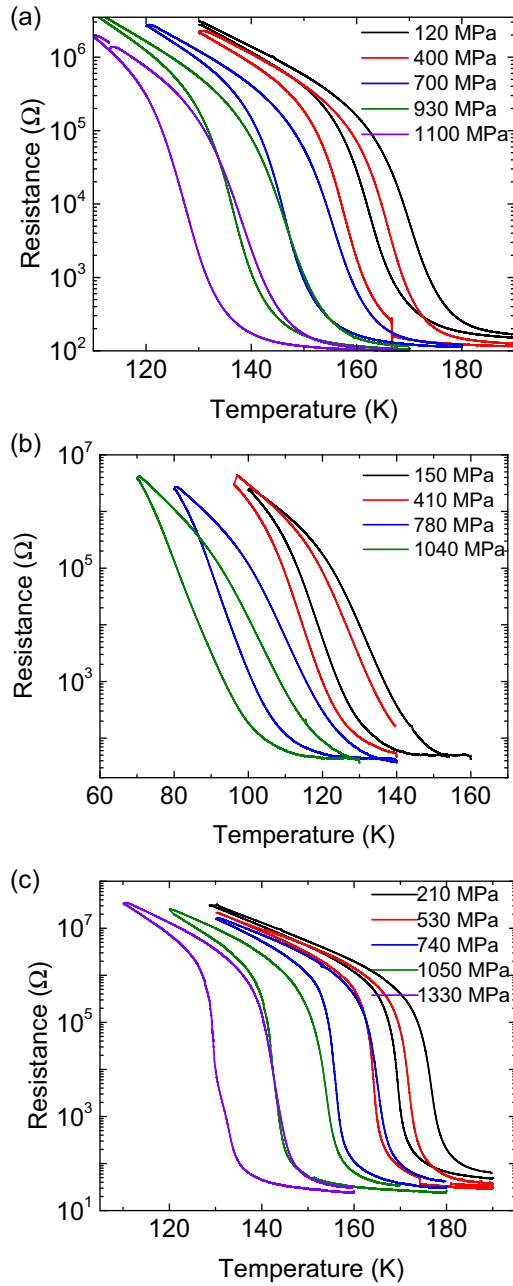 (a)
120 MPa
400 MPa
700 MPa
930 MPa
1100 MPa
Resistance (Ω)
10^6
10^5
10^4
10^3
10^2
120 140 160 180
Temperature (K)
(b)
150 MPa
410 MPa
780 MPa
1040 MPa
Resistance (Ω)
10^7
10^5
10^3
60 80 100 120 140 160
Temperature (K)
(c)
210 MPa
530 MPa
740 MPa
1050 MPa
1330 MPa
Resistance (Ω)
10^7
10^5
10^3
10^1
120 140 160 180
Temperature (K)